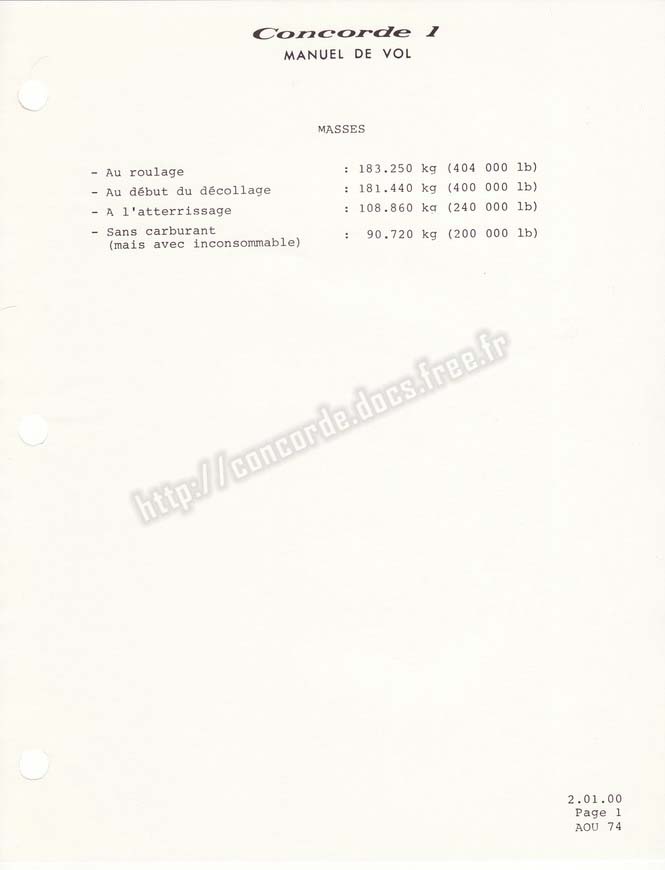 Concorde 1
MANUEL DE VOL
MASSES
- Au roulage : 183.250 kg (404 000 lb)
- Au début du décollage : 181.440 kg (400 000 lb)
- A l'atterrissage : 108.860 kg (240 000 lb)
- Sans carburant : 90.720 kg (200 000 lb)
(mais avec inconsommable)
http://concorde.docs.free.fr
2.01.00
Page 1
AOU 74